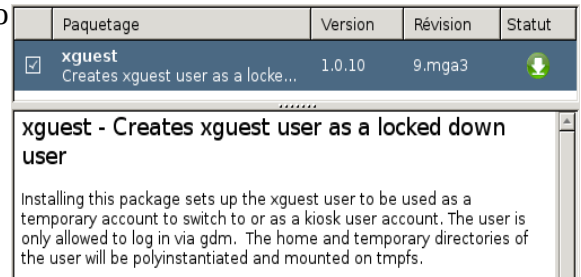 Paquetage Version Révision Statut
xguest 1.0.10 9.mga3
Creates xguest user as a locke...
xguest - Creates xguest user as a locked down
user
Installing this package sets up the xguest user to be used as a
temporary account to switch to or as a kiosk user account. The user is
only allowed to log in via gdm.  The home and temporary directories of
the user will be polyinstantiated and mounted on tmpfs.